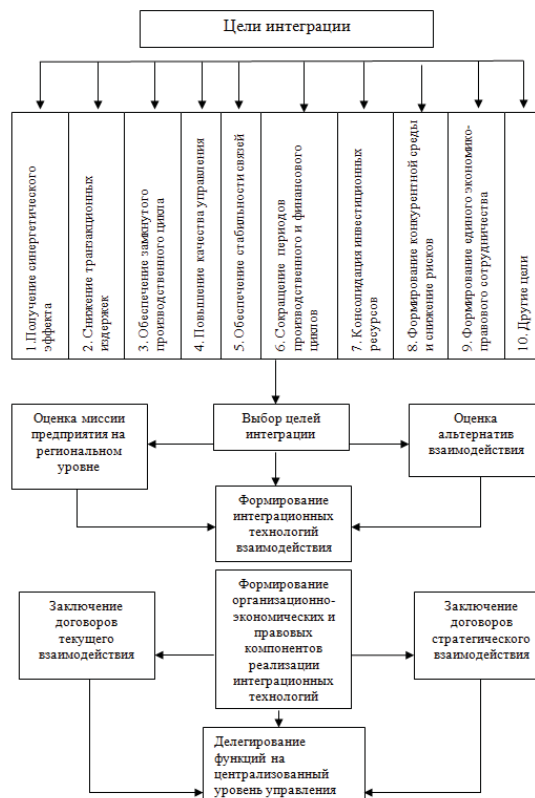 Цели интеграции
1.Получение синергетического
эффекта
2. Снижение транзакционных
издержек
3. Обеспечение замкнутого
производственного цикла
4. Повышение качества управления
5. Обеспечение стабильности связей
6. Сокращение периодов
производственного и финансового
циклов
7. Консолидация инвестиционных
ресурсов
8. Формирование конкурентной среды
и снижение рисков
9. Формирование единого экономико-
правового сотрудничества
10. Другие цели
Оценка миссии
предприятия на
региональном
уровне
Выбор целей
интеграции
Оценка
альтернатив
взаимодействия
Формирование
интеграционных
технологий
взаимодействия
Заключение
договоров
текущего
взаимодействия
Формирование
организационно-
экономических и
правовых
компонентов
реализации
интеграционных
технологий
Заключение
договоров
стратегического
взаимодействия
Делегирование
функций на
централизованный
уровень управления